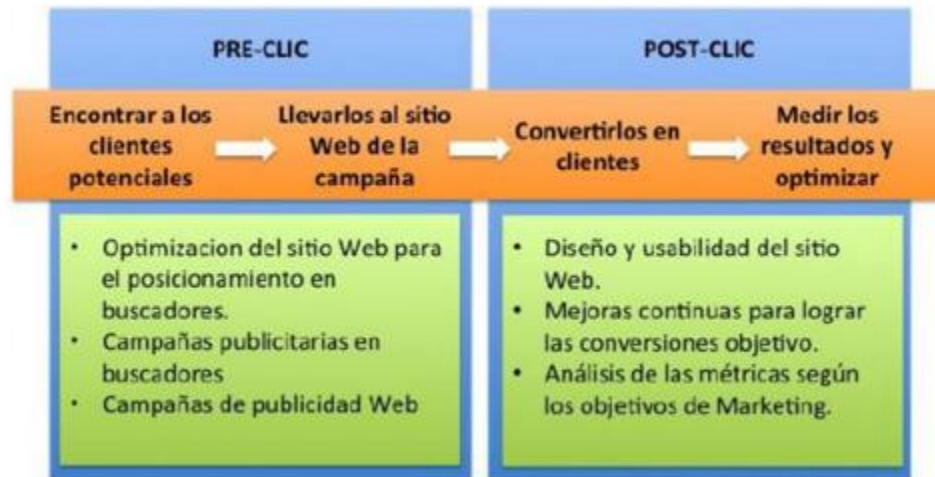 PRE-CLIC
POST-CLIC
Encontrar a los
clientes
potenciales
Llevarlos al sitio
Web de la
campaña
Convertirlos en
clientes
Medir los
resultados y
optimizar
• Optimizacion del sitio Web para
el posicionamiento en
buscadores.
• Campañas publicitarias en
buscadores
• Campañas de publicidad Web
• Diseño y usabilidad del sitio
Web.
• Mejoras continuas para lograr
las conversiones objetivo.
• Análisis de las métricas según
los objetivos de Marketing.